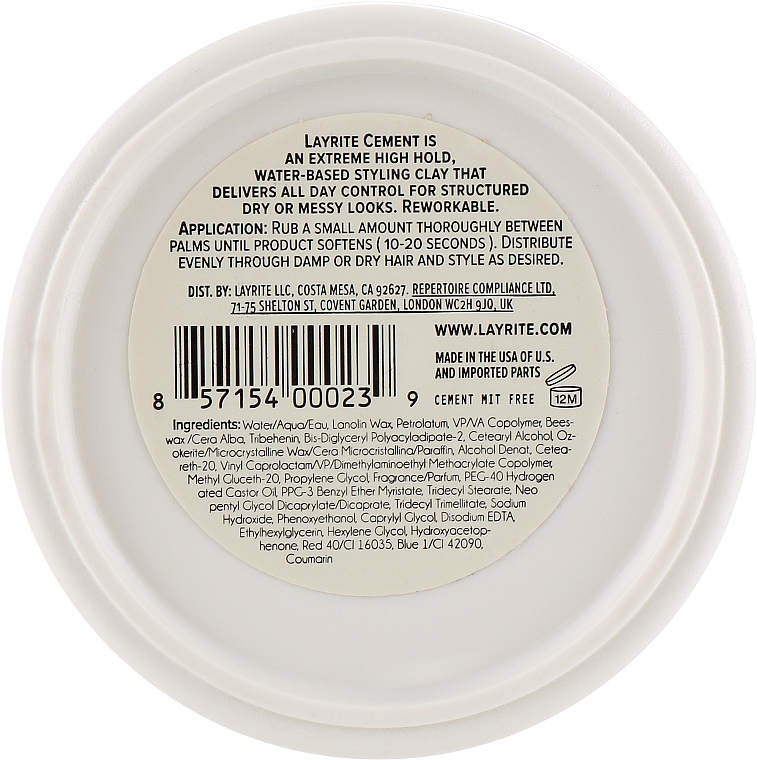 LAYRITE CEMENT IS
AN EXTREME HIGH HOLD,
WATER-BASED STYLING CLAY THAT
DELIVERS ALL DAY CONTROL FOR STRUCTURED
DRY OR MESSY LOOKS. REWORKABLE.
APPLICATION: RUB A SMALL AMOUNT THOROUGHLY BETWEEN
PALMS UNTIL PRODUCT SOFTENS ( 10-20 SECONDS ). DISTRIBUTE
EVENLY THROUGH DAMP OR DRY HAIR AND STYLE AS DESIRED.
DIST. BY: LAYRITE LLC, COSTA MESA, CA 92627. REPERTOIRE COMPLIANCE LTD,
71-75 SHELTON ST, COVENT GARDEN, LONDON WC2H 9JO, UK
WWW.LAYRITE.COM
MADE IN THE USA OF U.S.
AND IMPORTED PARTS
CEMENT MIT FREE
12M
8 57154 00023 9
Ingredients: Water/Aqua/Eau, Lanolin Wax, Petrolatum, VP/VA Copolymer, Bees-
wax /Cera Alba, Tribehenin, Bis-Diglyceryl Polyacyladipate-2, Cetearyl Alcohol, Oz-
okerite/Microcrystalline Wax/Cera Microcristallina/Paraffin, Alcohol Denat, Cetea-
reth-20, Vinyl Caprolactam/VP/Dimethylaminoethyl Methacrylate Copolymer,
Methyl Gluceth-20, Propylene Glycol, Fragrance/Parfum, PEG-40 Hydrogen
ated Castor Oil, PPG-3 Benzyl Ether Myristate, Tridecyl Stearate, Neo
pentyl Glycol Dicaprylate/Dicaprate, Tridecyl Trimellitate, Sodium
Hydroxide, Phenoxyethanol, Caprylyl Glycol, Disodium EDTA,
Ethylhexylglycerin, Hexylene Glycol, Hydroxyacetop-
henone, Red 40/CI 16035, Blue 1/CI 42090,
Coumarin